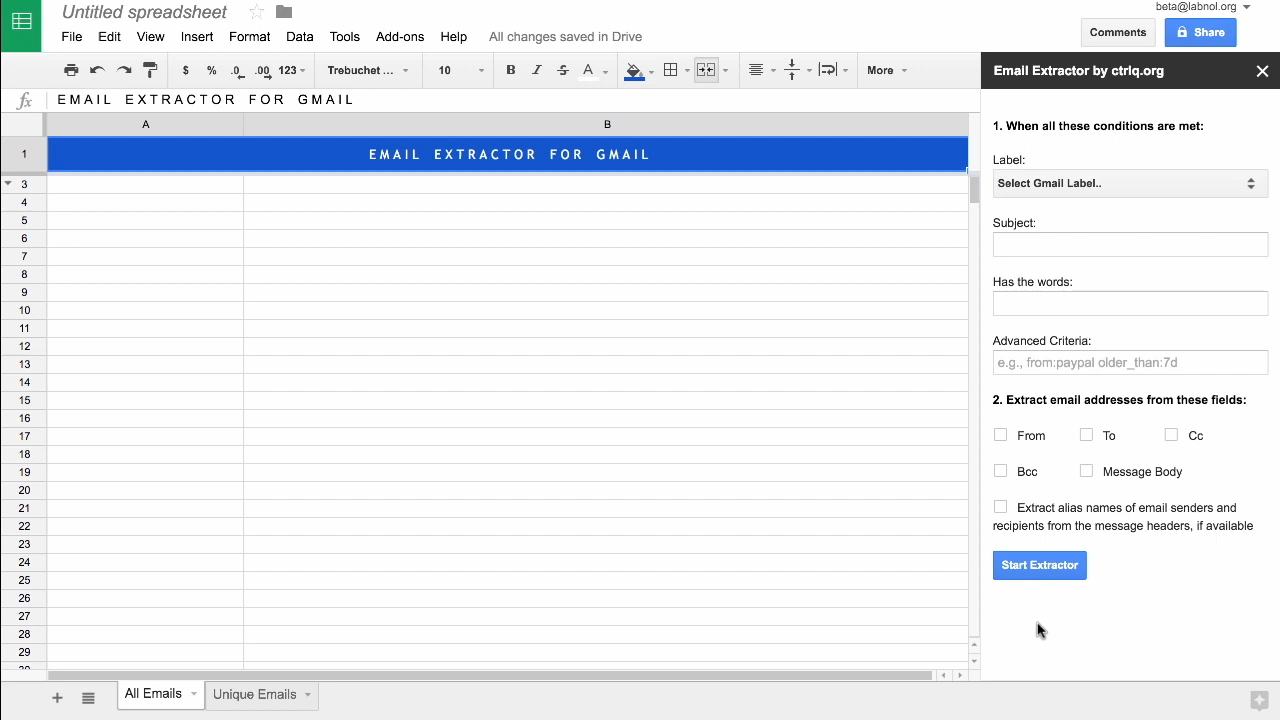 Untitled spreadsheet
beta@labnol.org
File Edit View Insert Format Data Tools Add-ons Help All changes saved in Drive
Comments Share
$ % .0 .00 123 Trebuchet ... 10 B I S A More
Email Extractor by ctrlq.org
fx EMAIL EXTRACTOR FOR GMAIL
A B
1 EMAIL EXTRACTOR FOR GMAIL
3
4
5
6
7
8
9
10
11
12
13
14
15
16
17
18
19
20
21
22
23
24
25
26
27
28
29
30
1. When all these conditions are met:
Label:
Select Gmail Label..
Subject:
Has the words:
Advanced Criteria:
e.g., from:paypal older_than:7d
2. Extract email addresses from these fields:
From To Cc
Bcc Message Body
Extract alias names of email senders and
recipients from the message headers, if available
Start Extractor
All Emails Unique Emails